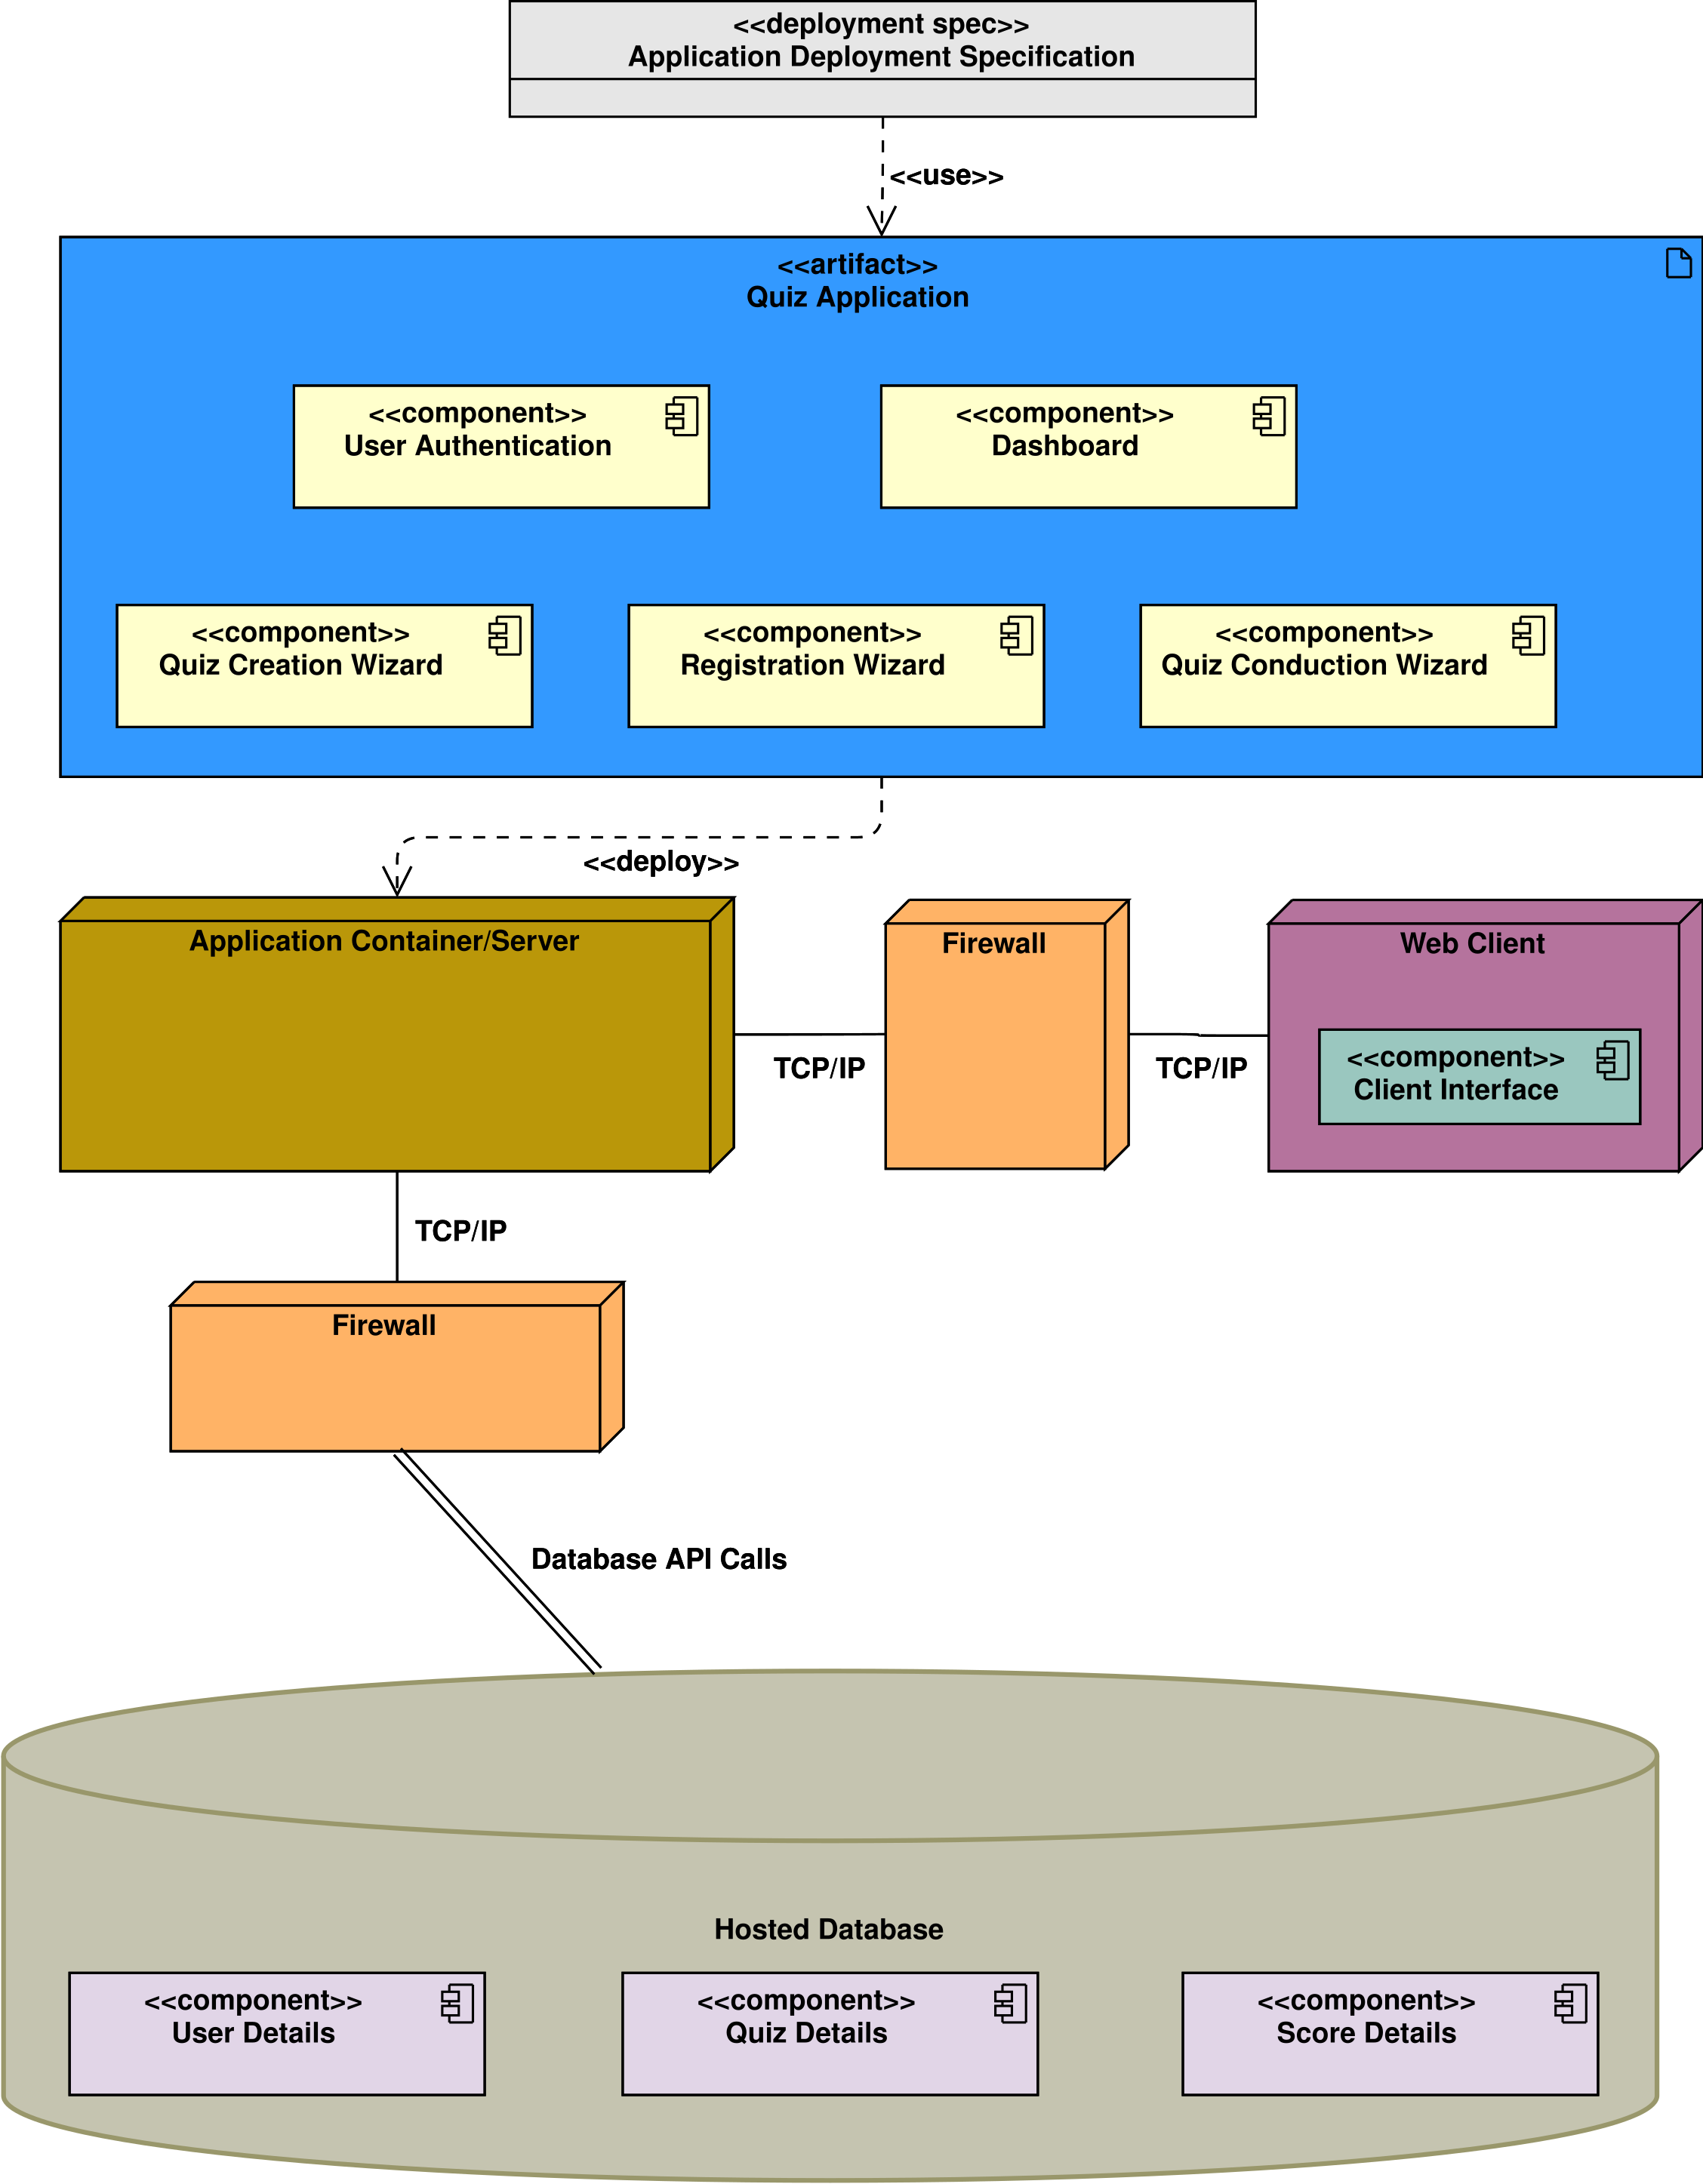 <<deployment spec>>
Application Deployment Specification
<<use>>
<<artifact>>
Quiz Application
<<component>>
User Authentication
<<component>>
Dashboard
<<component>>
Quiz Creation Wizard
<<component>>
Registration Wizard
<<component>>
Quiz Conduction Wizard
<<deploy>>
Application Container/Server
Firewall
Web Client
TCP/IP
TCP/IP
<<component>>
Client Interface
TCP/IP
Firewall
Database API Calls
Hosted Database
<<component>>
User Details
<<component>>
Quiz Details
<<component>>
Score Details